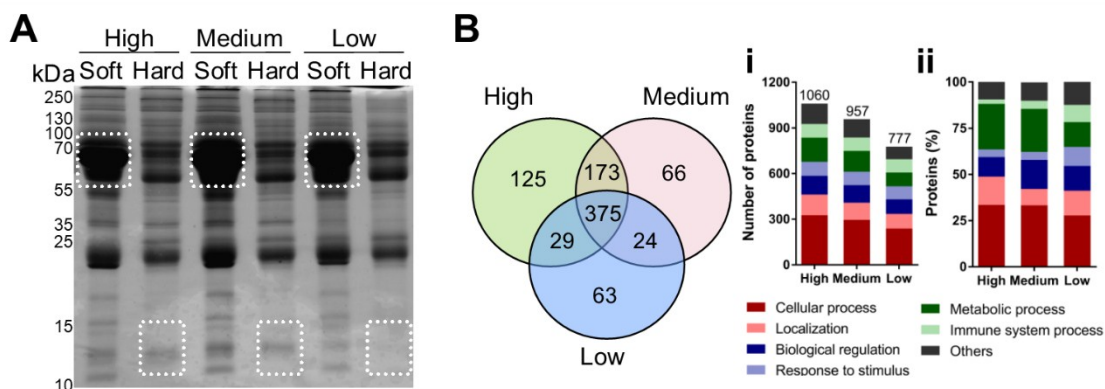 A
High Medium Low
kDa Soft Hard Soft Hard Soft Hard
250
130
100
70
55
35
25
15
10
B
High Medium
125 173 66
375
29 24
63
Low
i
Number of proteins
1200
900
600
300
0
1060
957
777
High Medium Low
ii
Proteins (%)
100
75
50
25
0
High Medium Low
Cellular process
Localization
Biological regulation
Response to stimulus
Metabolic process
Immune system process
Others